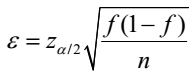 ε = z_{α/2} √(f(1−f)/n)